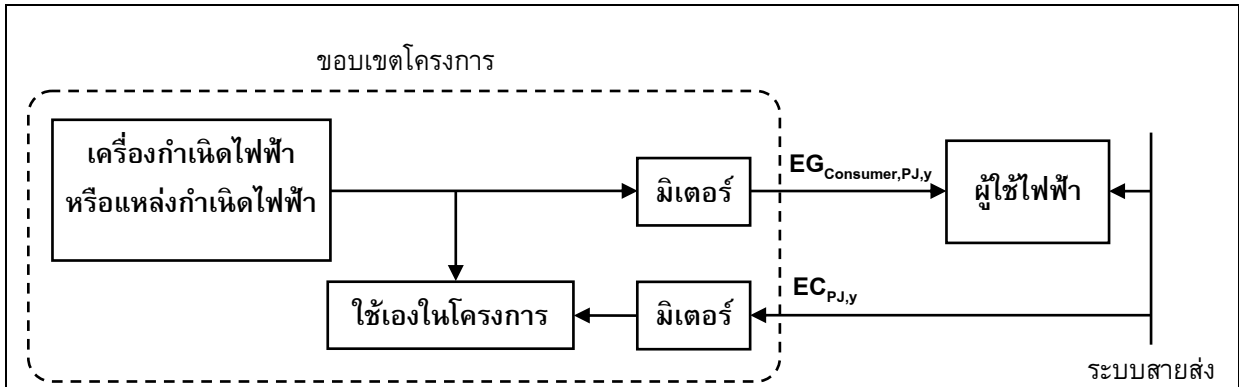 ขอบเขตโครงการ
เครื่องกำเนิดไฟฟ้า
หรือแหล่งกำเนิดไฟฟ้า
มิเตอร์
EG Consumer,PJ,y
ผู้ใช้ไฟฟ้า
ใช้เองในโครงการ
มิเตอร์
EC PJ,y
ระบบสายส่ง